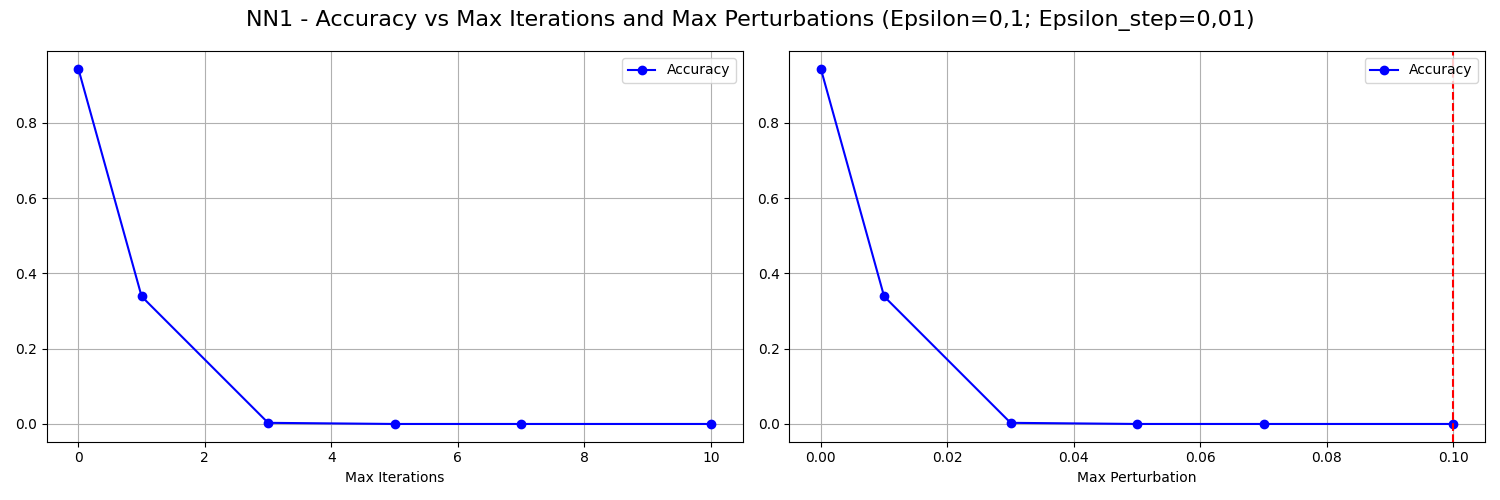 NN1 - Accuracy vs Max Iterations and Max Perturbations (Epsilon=0,1; Epsilon_step=0,01)
Accuracy
0.8
0.6
0.4
0.2
0.0
0 2 4 6 8 10
Max Iterations
Accuracy
0.8
0.6
0.4
0.2
0.0
0.00 0.02 0.04 0.06 0.08 0.10
Max Perturbation